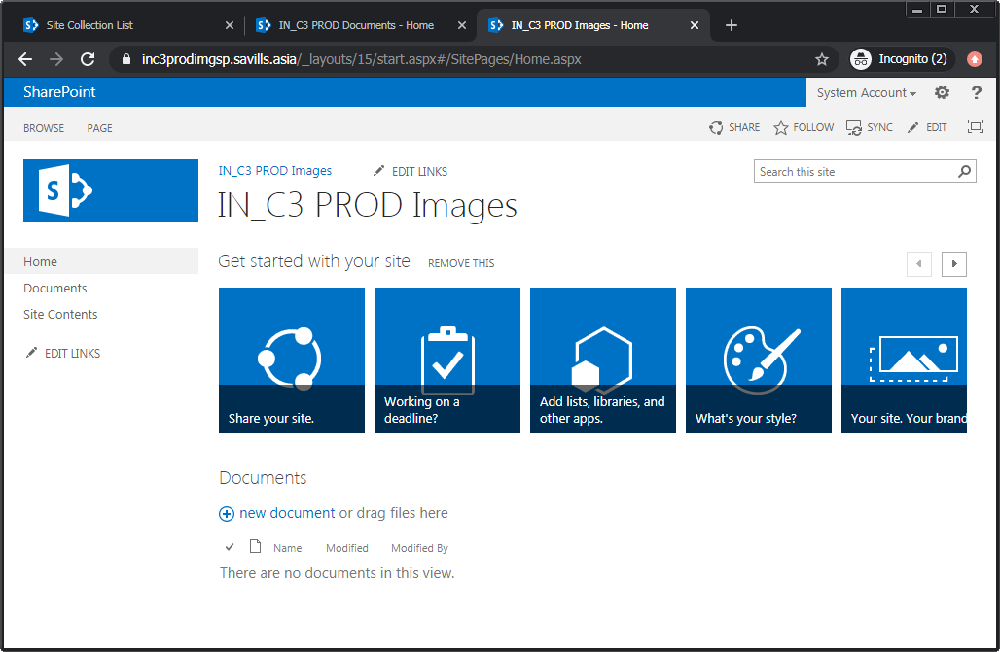 Site Collection List
IN_C3 PROD Documents - Home
IN_C3 PROD Images - Home
inc3prodimgsp.savills.asia/_layouts/15/start.aspx#/SitePages/Home.aspx
Incognito (2)
SharePoint
System Account
?
BROWSE PAGE
SHARE FOLLOW SYNC EDIT
S
IN_C3 PROD Images
EDIT LINKS
Search this site
IN_C3 PROD Images
Home
Documents
Site Contents
EDIT LINKS
Get started with your site REMOVE THIS
Share your site.
Working on a
deadline?
Add lists, libraries, and
other apps.
What's your style?
Your site. Your brand
Documents
new document or drag files here
Name Modified Modified By
There are no documents in this view.